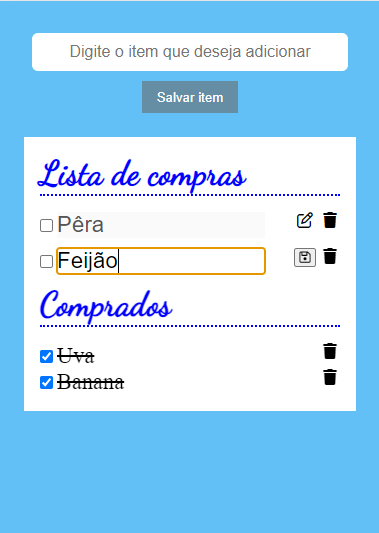 Digite o item que deseja adicionar
Salvar item
Lista de compras
Pêra
Feijão
Comprados
Uva
Banana